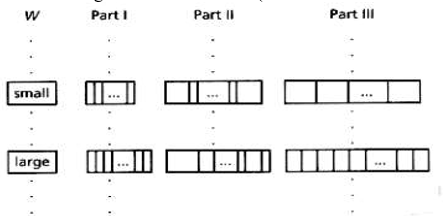 W Part I Part II Part III
small ... ... ...
large ... ... ...